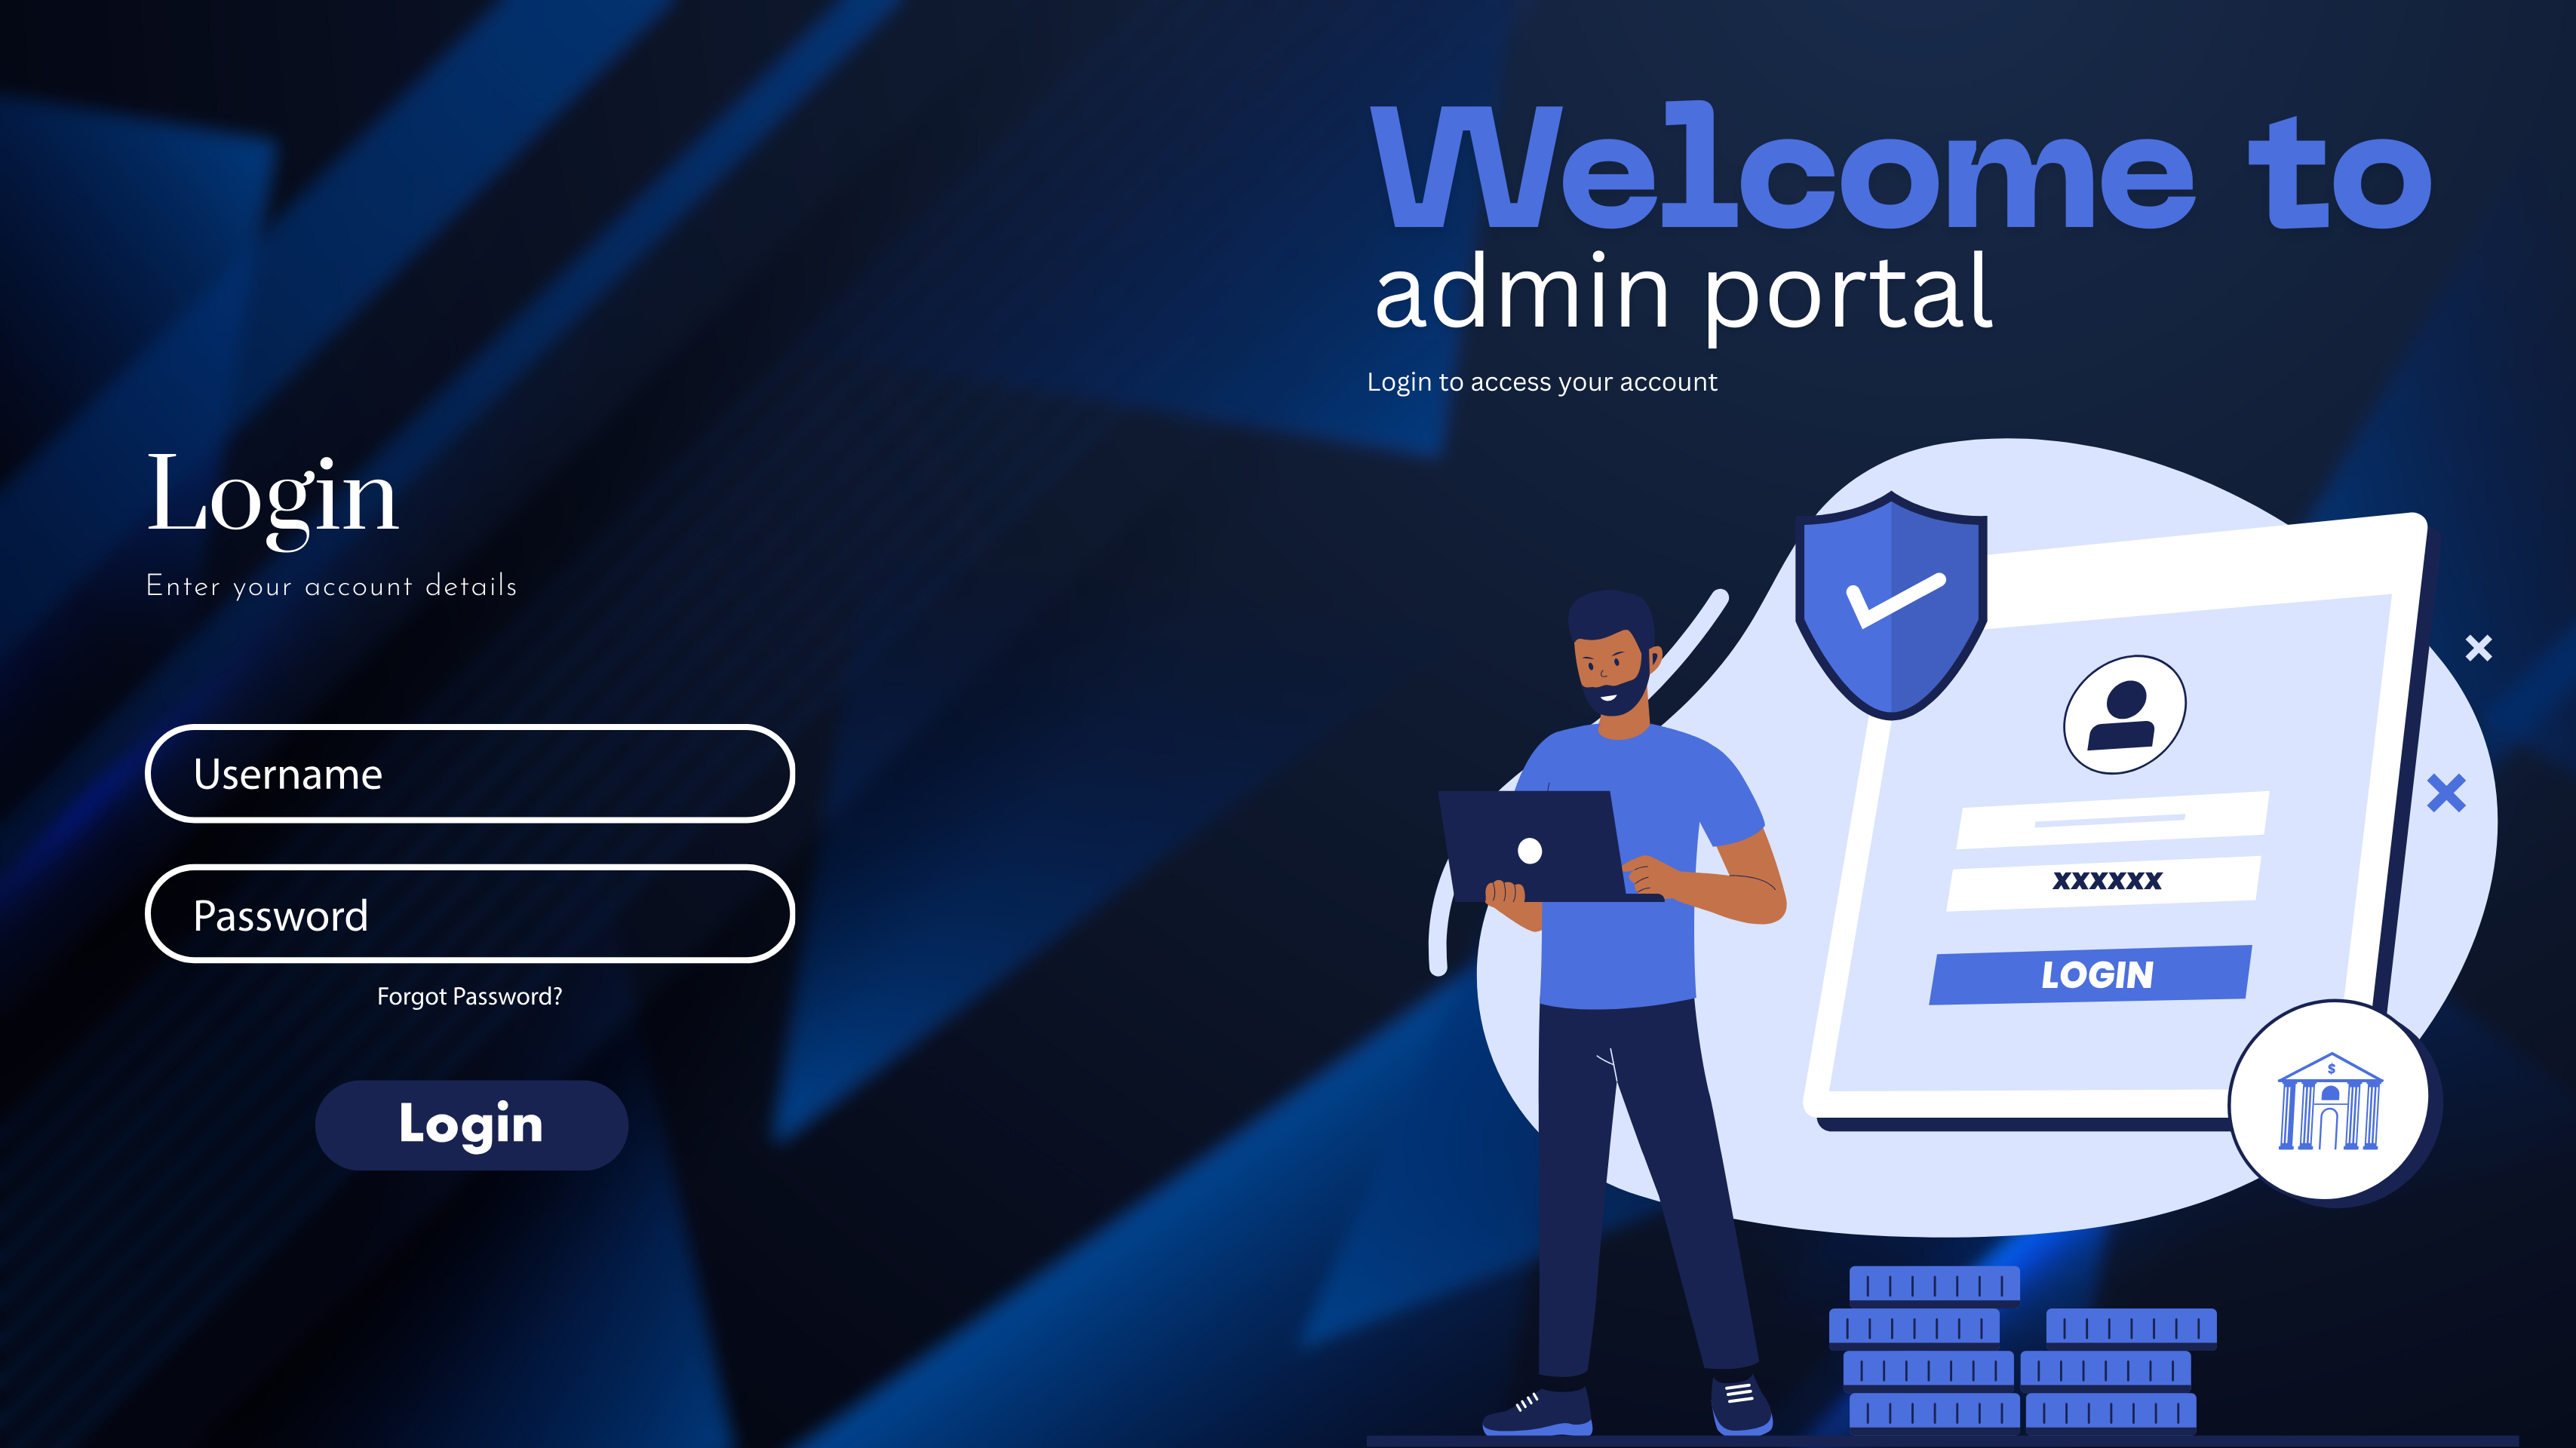 Welcome to
admin portal
Login to access your account
Login
Enter your account details
Username
Password
Forgot Password?
Login
xxxxxx
LOGIN
$